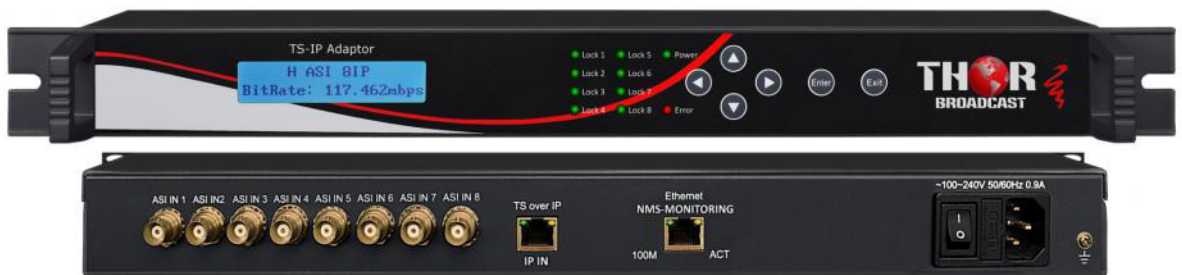 TS-IP Adaptor
H ASI 8IP
BitRate: 117.462mbps
Lock 1 Lock 5 Power
Lock 2 Lock 6
Lock 3 Lock 7
Lock 4 Lock 8 Error
Enter Exit
THOR
BROADCAST
ASI IN 1 ASI IN2 ASI IN 3 ASI IN 4 ASI IN 5 ASI IN 6 ASI IN 7 ASI IN 8
TS over IP
IP IN
Ethernet
NMS-MONITORING
100M ACT
~100~240V 50/60Hz 0.9A
I
O